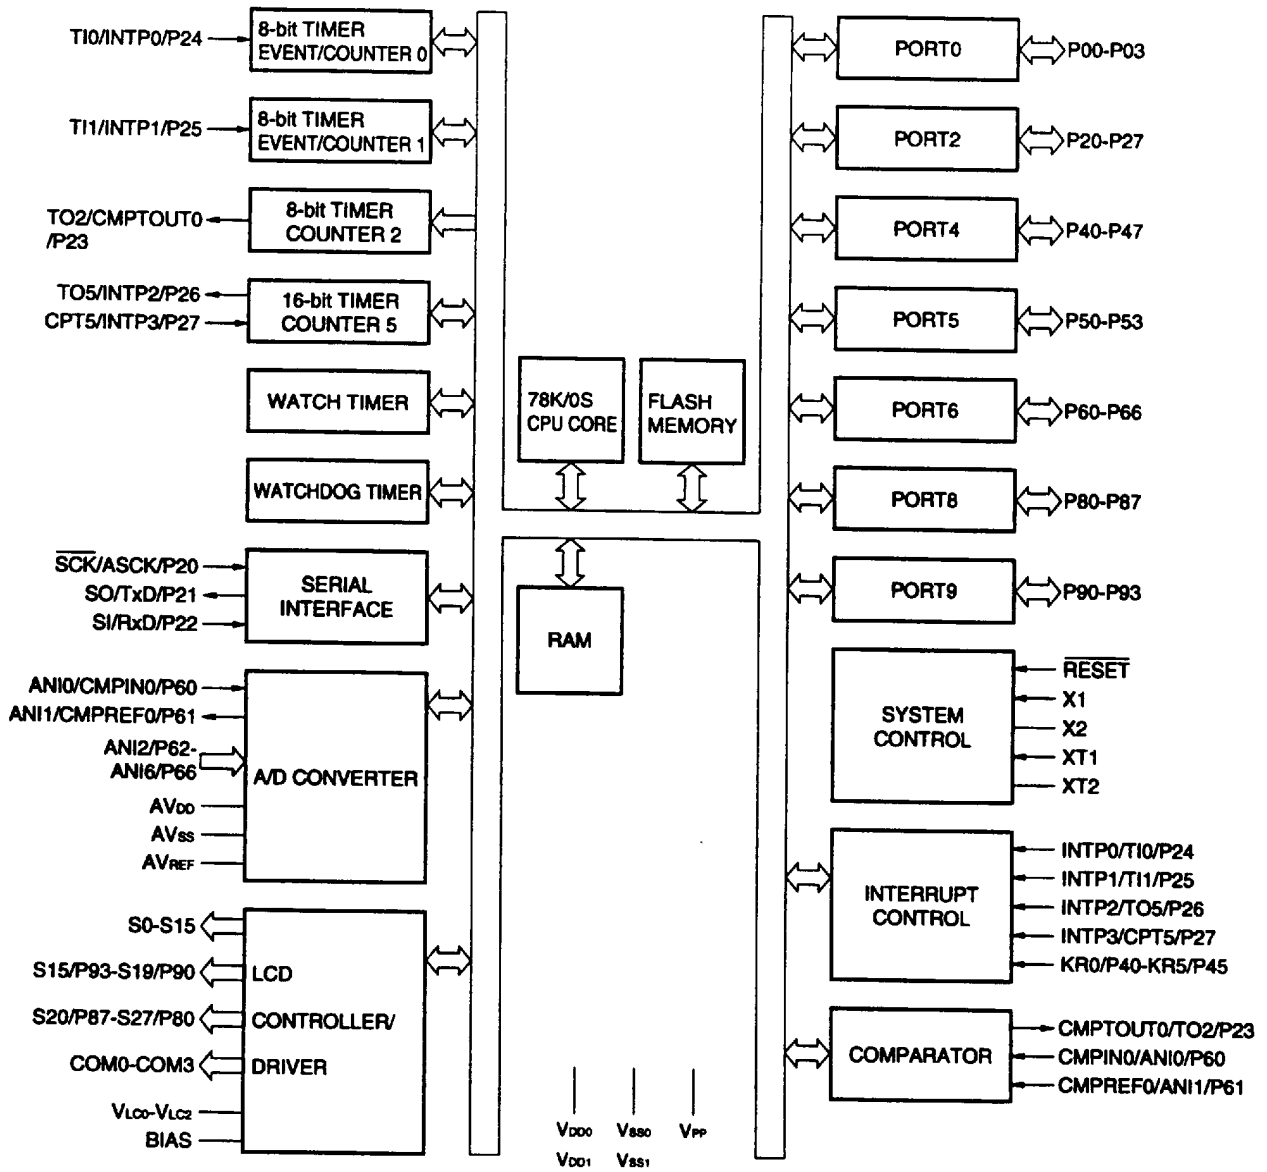 TI0/INTP0/P24
8-bit TIMER
EVENT/COUNTER 0
TI1/INTP1/P25
8-bit TIMER
EVENT/COUNTER 1
TO2/CMPTOUT0
/P23
8-bit TIMER
COUNTER 2
TO5/INTP2/P26
CPT5/INTP3/P27
16-bit TIMER
COUNTER 5
WATCH TIMER
WATCHDOG TIMER
SCK/ASCK/P20
SO/TxD/P21
SI/RxD/P22
SERIAL
INTERFACE
ANI0/CMPIN0/P60
ANI1/CMPREF0/P61
ANI2/P62-
ANI6/P66
AVDD
AVSS
AVREF
A/D CONVERTER
S0-S15
S15/P93-S19/P90
S20/P87-S27/P80
COM0-COM3
VLC0-VLC2
BIAS
LCD
CONTROLLER/
DRIVER
78K/0S
CPU CORE
FLASH
MEMORY
RAM
VDD0
VDD1
VSS0
VSS1
VPP
PORT0
P00-P03
PORT2
P20-P27
PORT4
P40-P47
PORT5
P50-P53
PORT6
P60-P66
PORT8
P80-P87
PORT9
P90-P93
SYSTEM
CONTROL
RESET
X1
X2
XT1
XT2
INTERRUPT
CONTROL
INTP0/TI0/P24
INTP1/TI1/P25
INTP2/TO5/P26
INTP3/CPT5/P27
KR0/P40-KR5/P45
COMPARATOR
CMPTOUT0/TO2/P23
CMPIN0/ANI0/P60
CMPREF0/ANI1/P61